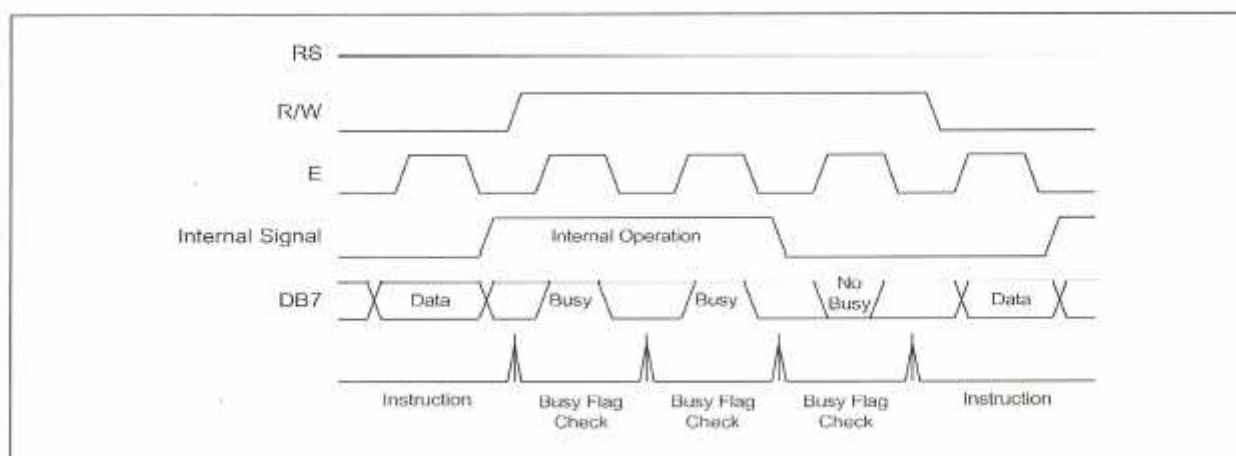 RS
R/W
E
Internal Signal
Internal Operation
DB7
Data
Busy
Busy
No
Busy
Data
Instruction
Busy Flag
Check
Busy Flag
Check
Busy Flag
Check
Instruction